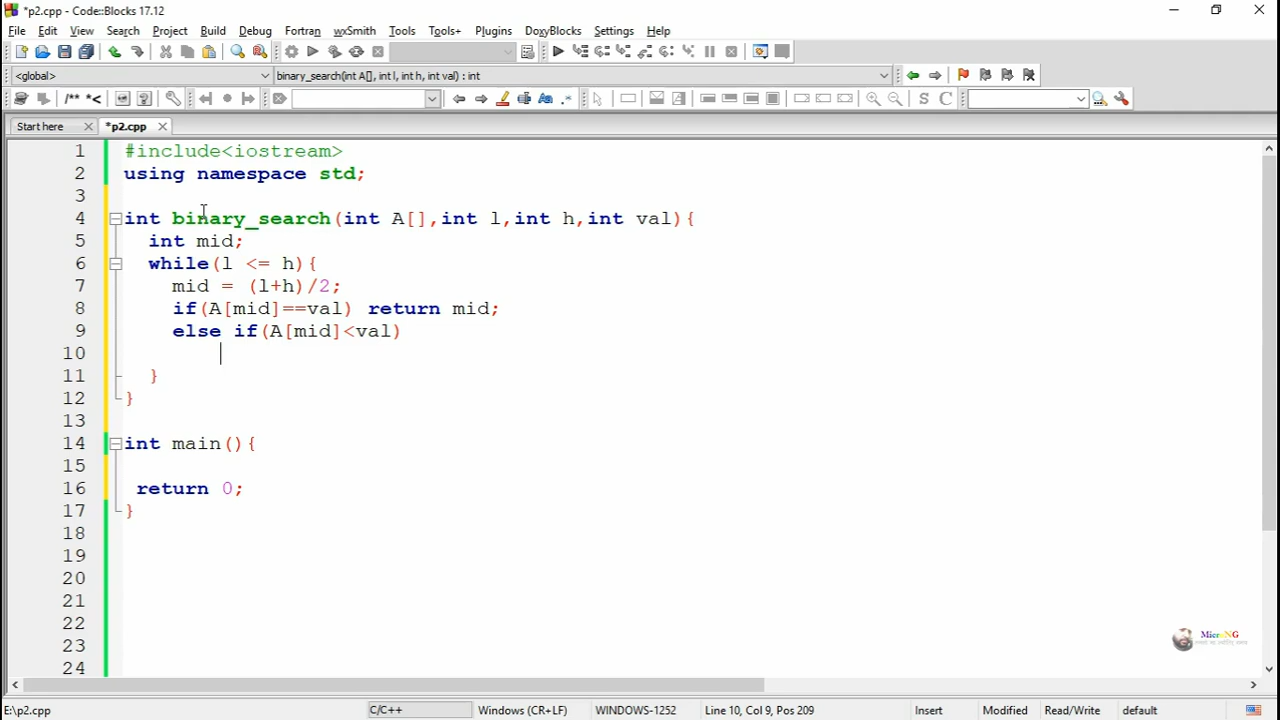 *p2.cpp - Code::Blocks 17.12
File Edit View Search Project Build Debug Fortran wxSmith Tools Tools+ Plugins DoxyBlocks Settings Help
<global> binary_search(int A[], int l, int h, int val) : int
/** *< S C
Start here *p2.cpp
1 #include<iostream>
2 using namespace std;
3
4 int binary_search(int A[],int l,int h,int val){
5 int mid;
6 while(l <= h){
7 mid = (l+h)/2;
8 if(A[mid]==val) return mid;
9 else if(A[mid]<val)
10
11 }
12 }
13
14 int main(){
15
16 return 0;
17 }
18
19
20
21
22
23
24
MicroNG
E:\p2.cpp C/C++ Windows (CR+LF) WINDOWS-1252 Line 10, Col 9, Pos 209 Insert Modified Read/Write default